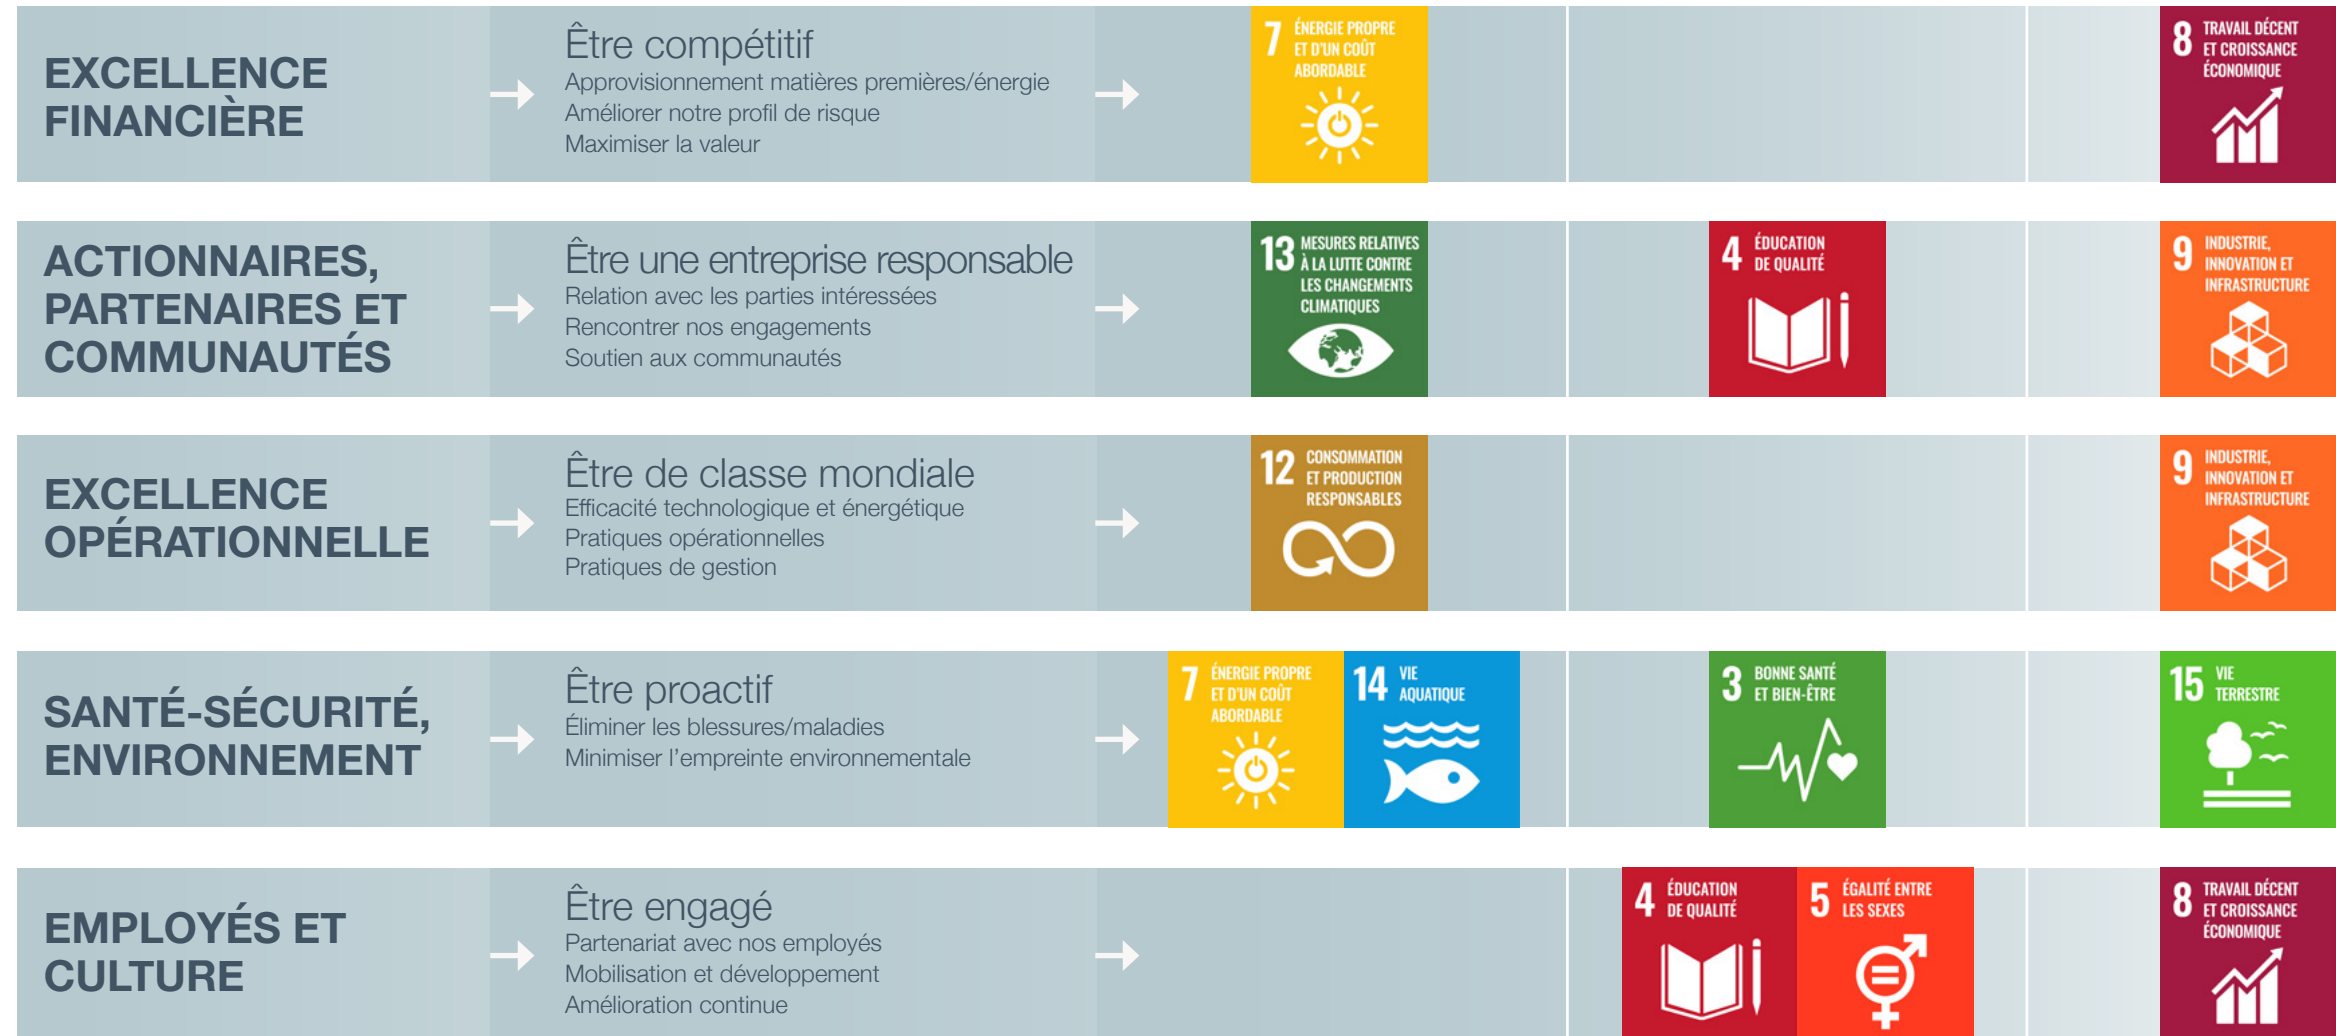 EXCELLENCE
FINANCIÈRE
Être compétitif
Approvisionnement matières premières/énergie
Améliorer notre profil de risque
Maximiser la valeur
7 ÉNERGIE PROPRE
ET D'UN COÛT
ABORDABLE
8 TRAVAIL DÉCENT
ET CROISSANCE
ÉCONOMIQUE
ACTIONNAIRES,
PARTENAIRES ET
COMMUNAUTÉS
Être une entreprise responsable
Relation avec les parties intéressées
Rencontrer nos engagements
Soutien aux communautés
13 MESURES RELATIVES
À LA LUTTE CONTRE
LES CHANGEMENTS
CLIMATIQUES
4 ÉDUCATION
DE QUALITÉ
9 INDUSTRIE,
INNOVATION ET
INFRASTRUCTURE
EXCELLENCE
OPÉRATIONNELLE
Être de classe mondiale
Efficacité technologique et énergétique
Pratiques opérationnelles
Pratiques de gestion
12 CONSOMMATION
ET PRODUCTION
RESPONSABLES
9 INDUSTRIE,
INNOVATION ET
INFRASTRUCTURE
SANTÉ-SÉCURITÉ,
ENVIRONNEMENT
Être proactif
Éliminer les blessures/maladies
Minimiser l'empreinte environnementale
7 ÉNERGIE PROPRE
ET D'UN COÛT
ABORDABLE
14 VIE
AQUATIQUE
3 BONNE SANTÉ
ET BIEN-ÊTRE
15 VIE
TERRESTRE
EMPLOYÉS ET
CULTURE
Être engagé
Partenariat avec nos employés
Mobilisation et développement
Amélioration continue
4 ÉDUCATION
DE QUALITÉ
5 ÉGALITÉ ENTRE
LES SEXES
8 TRAVAIL DÉCENT
ET CROISSANCE
ÉCONOMIQUE